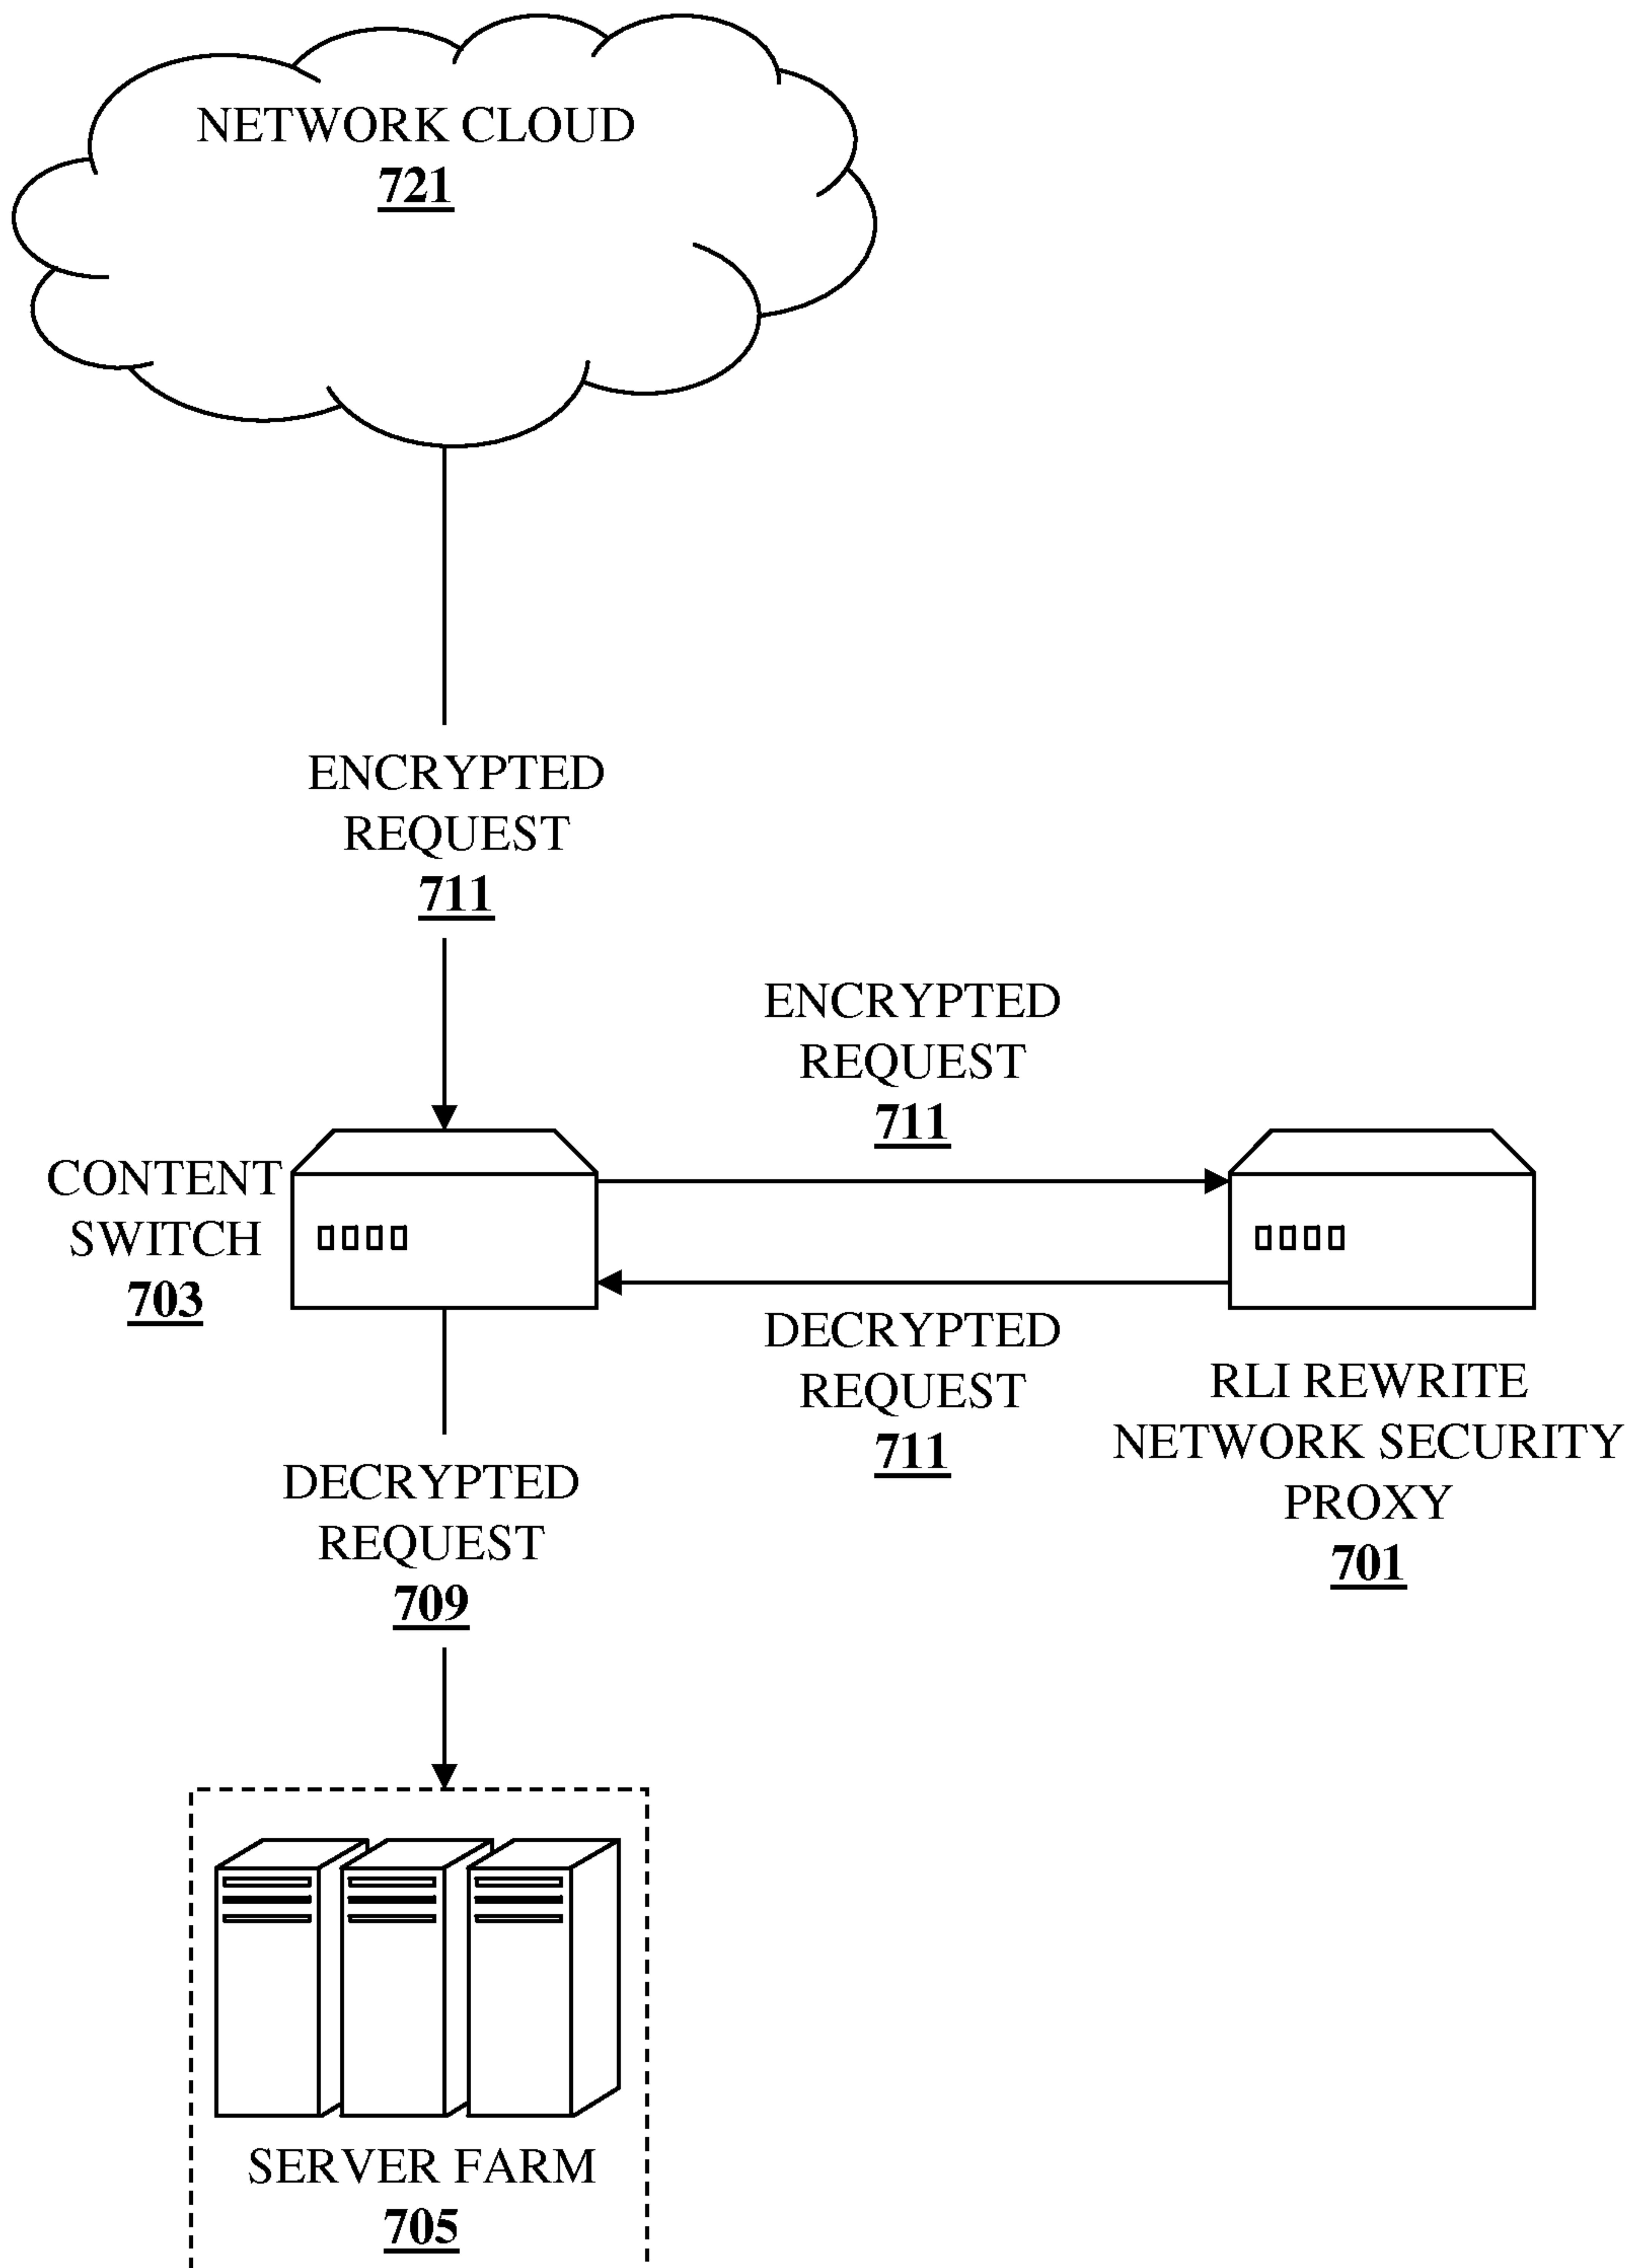 NETWORK CLOUD
721
ENCRYPTED
REQUEST
711
ENCRYPTED
REQUEST
711
CONTENT
SWITCH
703
DECRYPTED
REQUEST
711
RLI REWRITE
NETWORK SECURITY
PROXY
701
DECRYPTED
REQUEST
709
SERVER FARM
705